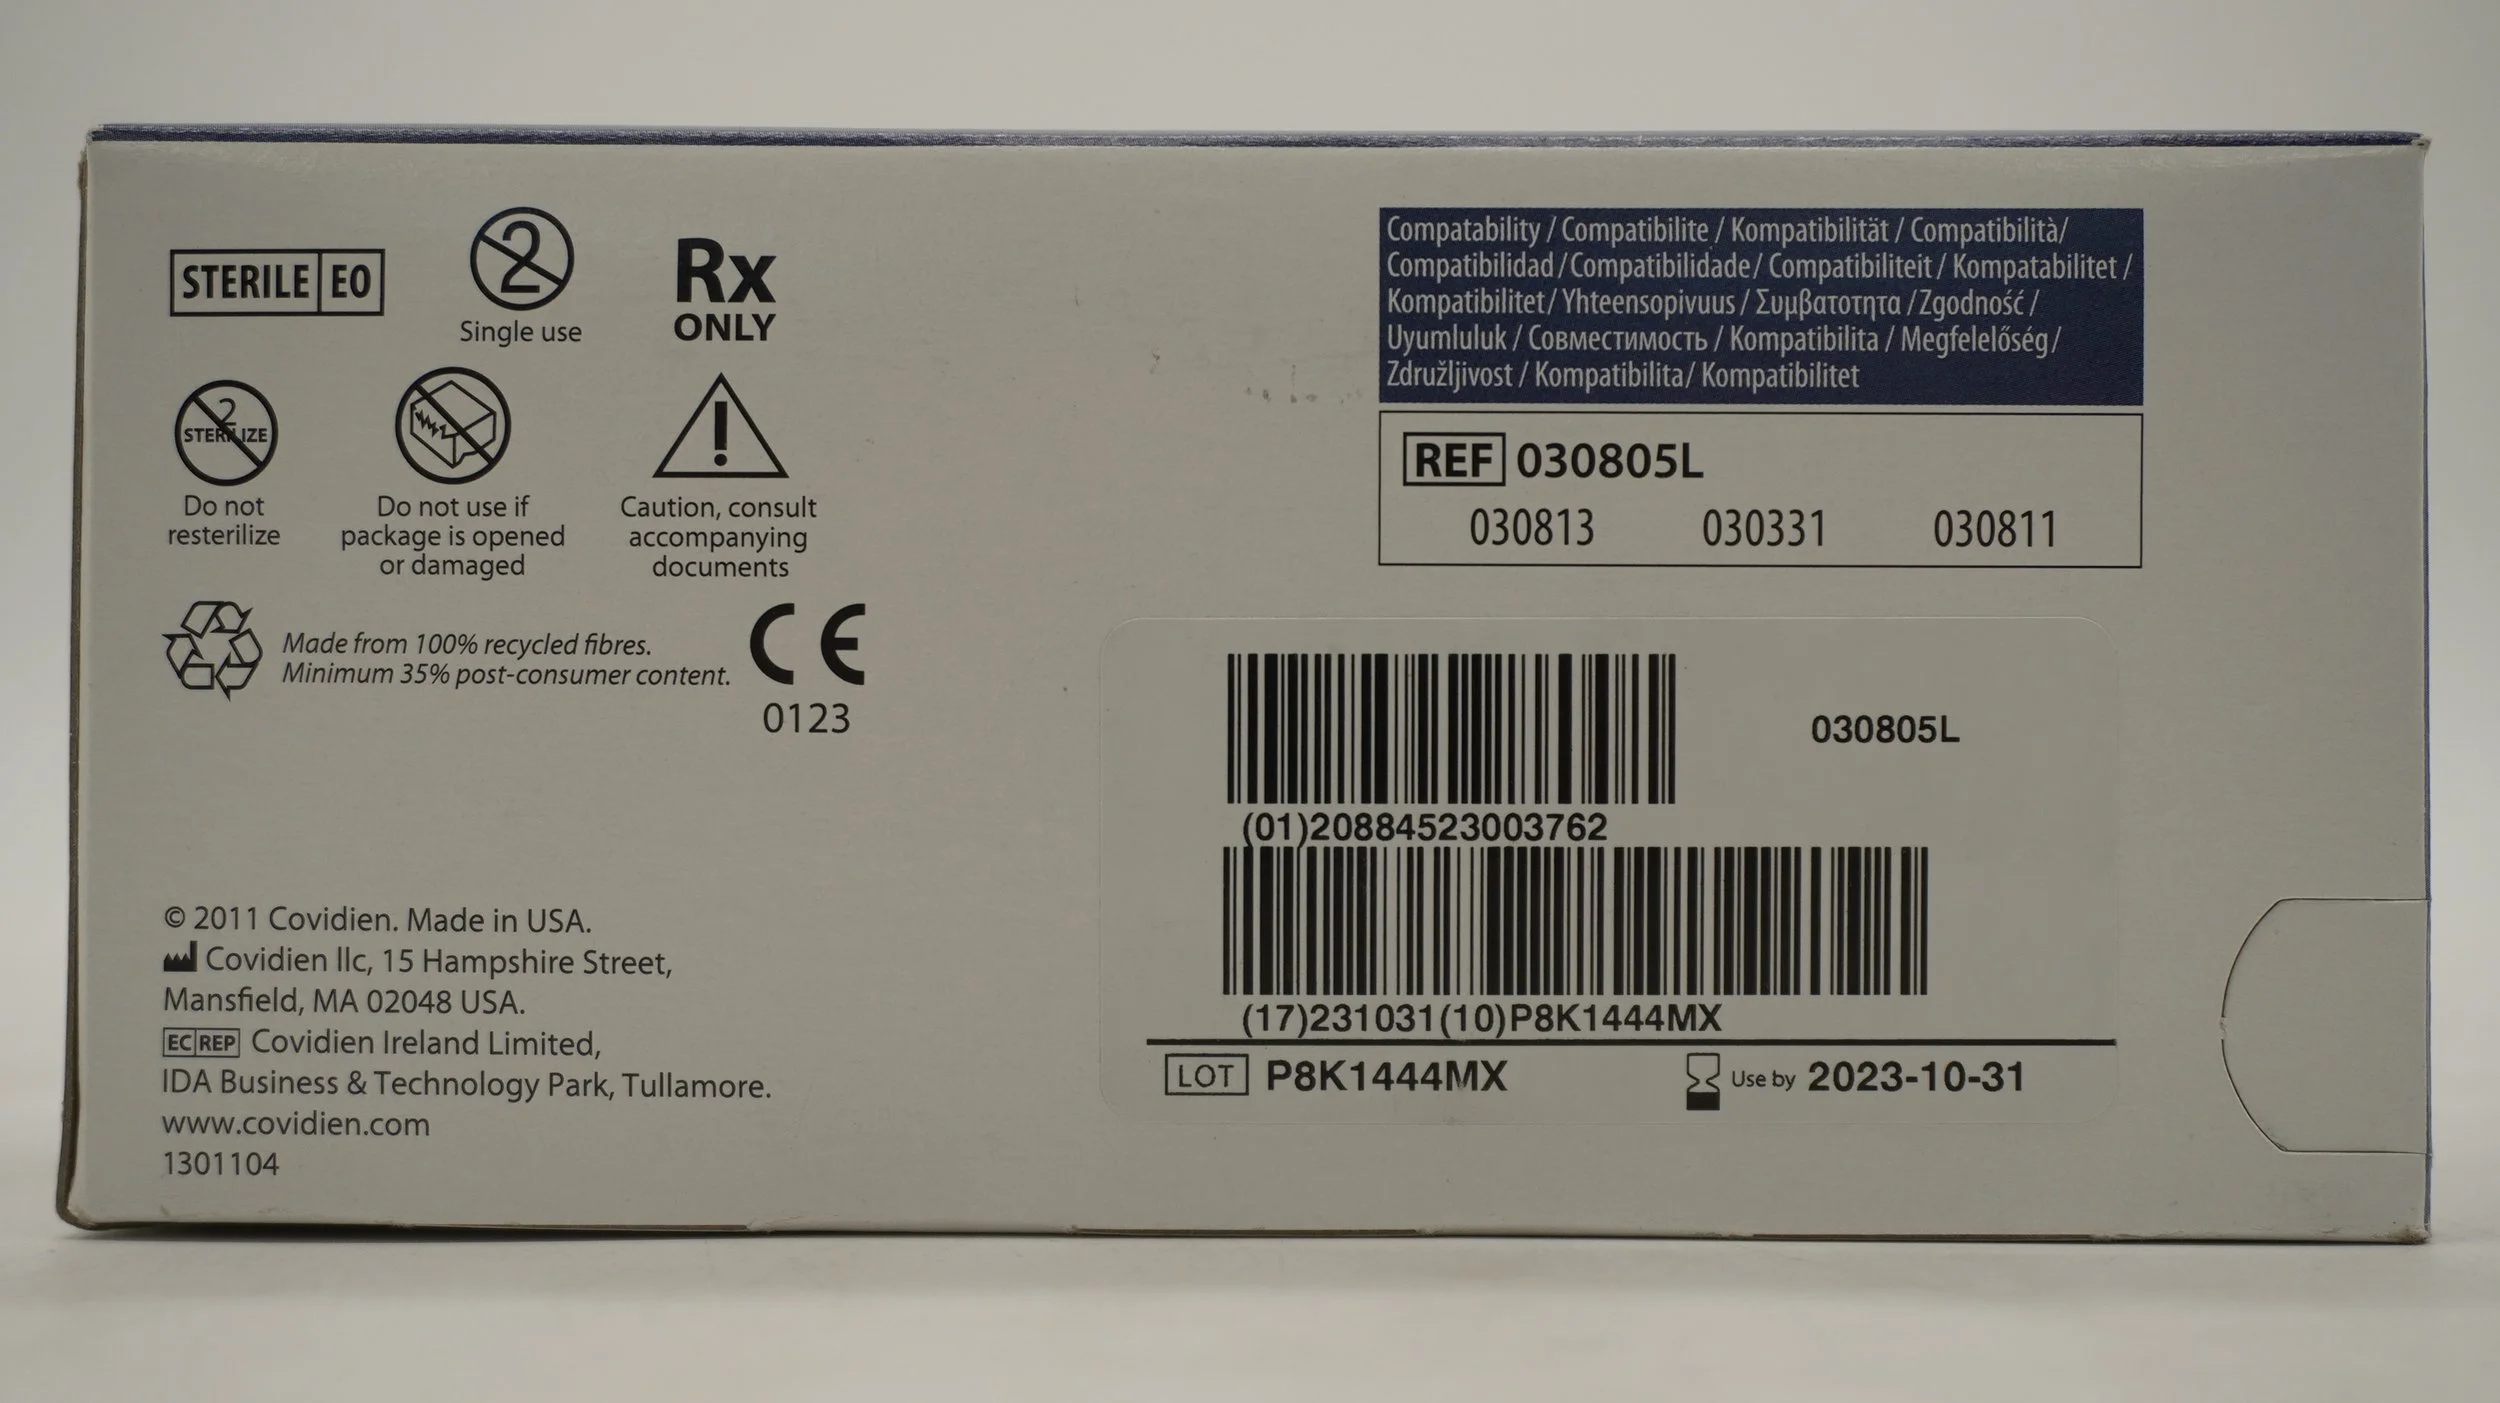 STERILE EO
2
Single use
Rx
ONLY
2
STERILIZE
Do not
resterilize
Do not use if
package is opened
or damaged
Caution, consult
accompanying
documents
Made from 100% recycled fibres.
Minimum 35% post-consumer content.
CE
0123
© 2011 Covidien. Made in USA.
Covidien llc, 15 Hampshire Street,
Mansfield, MA 02048 USA.
EC REP Covidien Ireland Limited,
IDA Business & Technology Park, Tullamore.
www.covidien.com
1301104
Compatability / Compatibilite / Kompatibilität / Compatibilità/
Compatibilidad/Compatibilidade/ Compatibiliteit/ Kompatabilitet /
Kompatibilitet/ Yhteensopivuus / Συμβατοτητα /Zgodność /
Uyumluluk / Совместимость / Kompatibilita / Megfelelőség/
Združljivost / Kompatibilita/ Kompatibilitet
REF 030805L
030813 030331 030811
030805L
(01)20884523003762
(17)231031(10)P8K1444MX
LOT P8K1444MX Use by 2023-10-31